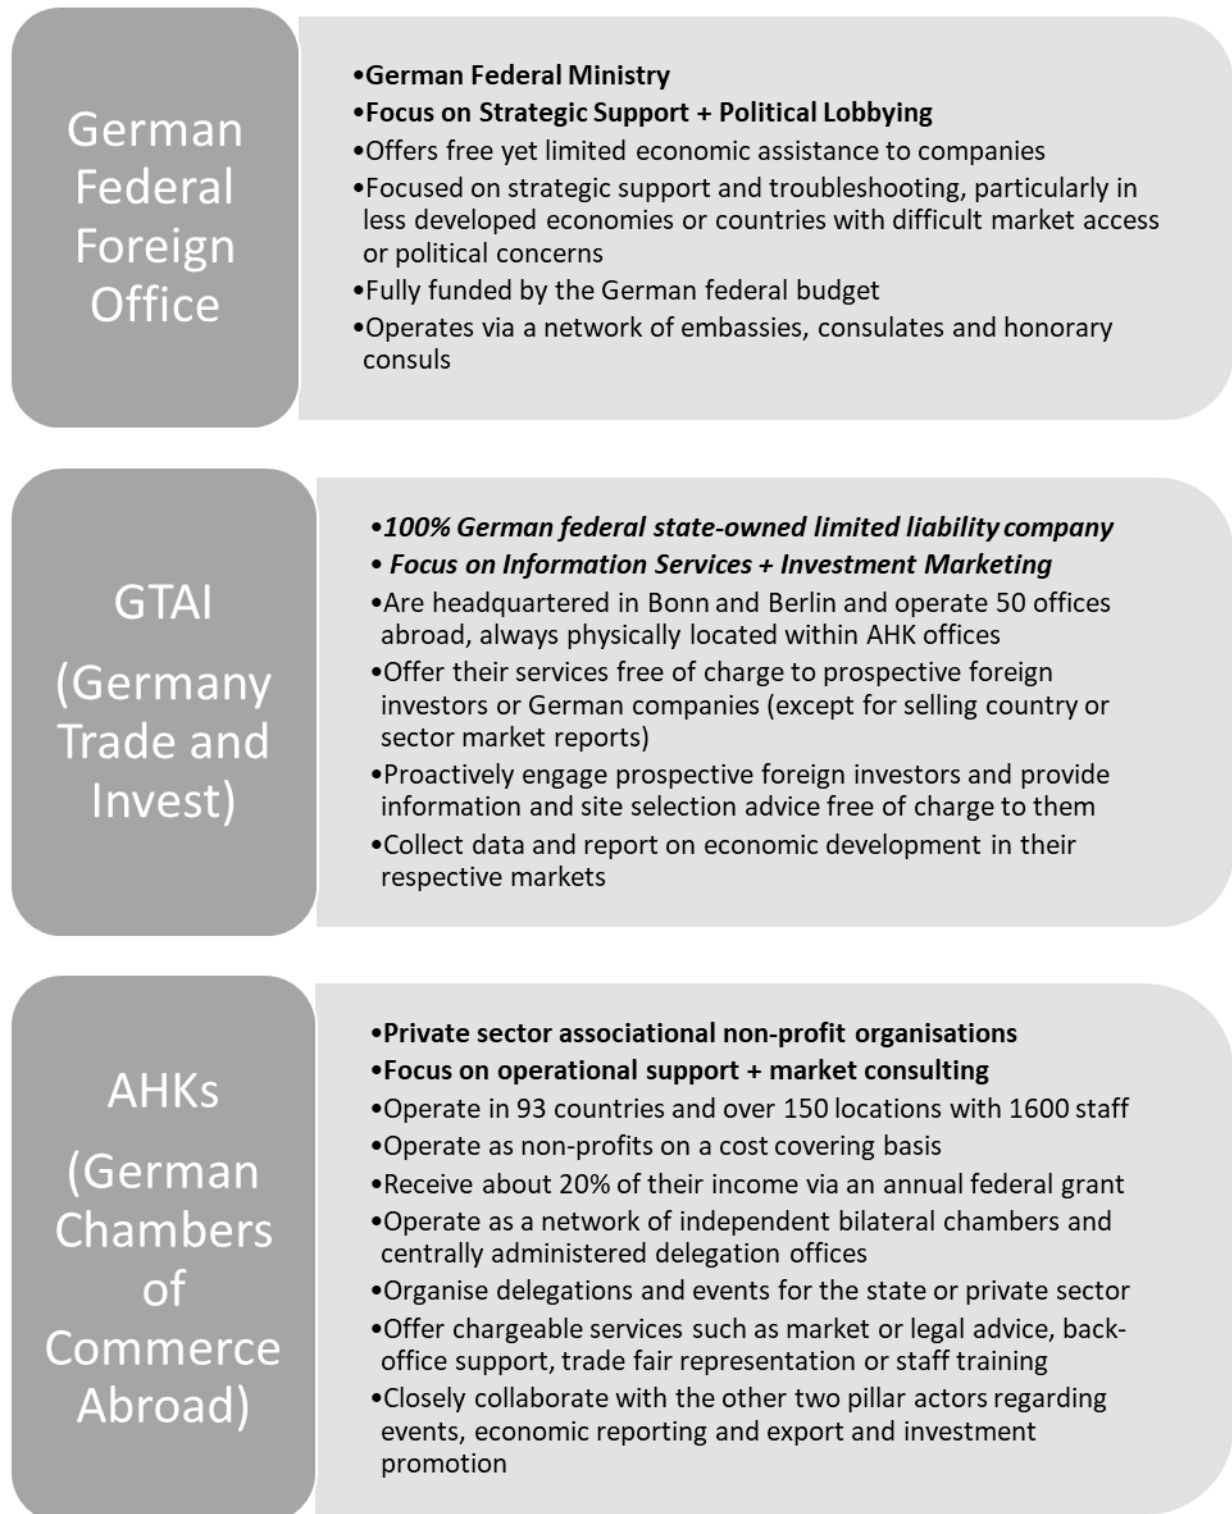 German
Federal
Foreign
Office
•German Federal Ministry
•Focus on Strategic Support + Political Lobbying
•Offers free yet limited economic assistance to companies
•Focused on strategic support and troubleshooting, particularly in
less developed economies or countries with difficult market access
or political concerns
•Fully funded by the German federal budget
•Operates via a network of embassies, consulates and honorary
consuls
GTAI
(Germany
Trade and
Invest)
•100% German federal state-owned limited liability company
• Focus on Information Services + Investment Marketing
•Are headquartered in Bonn and Berlin and operate 50 offices
abroad, always physically located within AHK offices
•Offer their services free of charge to prospective foreign
investors or German companies (except for selling country or
sector market reports)
•Proactively engage prospective foreign investors and provide
information and site selection advice free of charge to them
•Collect data and report on economic development in their
respective markets
AHKs
(German
Chambers
of
Commerce
Abroad)
•Private sector associational non-profit organisations
•Focus on operational support + market consulting
•Operate in 93 countries and over 150 locations with 1600 staff
•Operate as non-profits on a cost covering basis
•Receive about 20% of their income via an annual federal grant
•Operate as a network of independent bilateral chambers and
centrally administered delegation offices
•Organise delegations and events for the state or private sector
•Offer chargeable services such as market or legal advice, back-
office support, trade fair representation or staff training
•Closely collaborate with the other two pillar actors regarding
events, economic reporting and export and investment
promotion